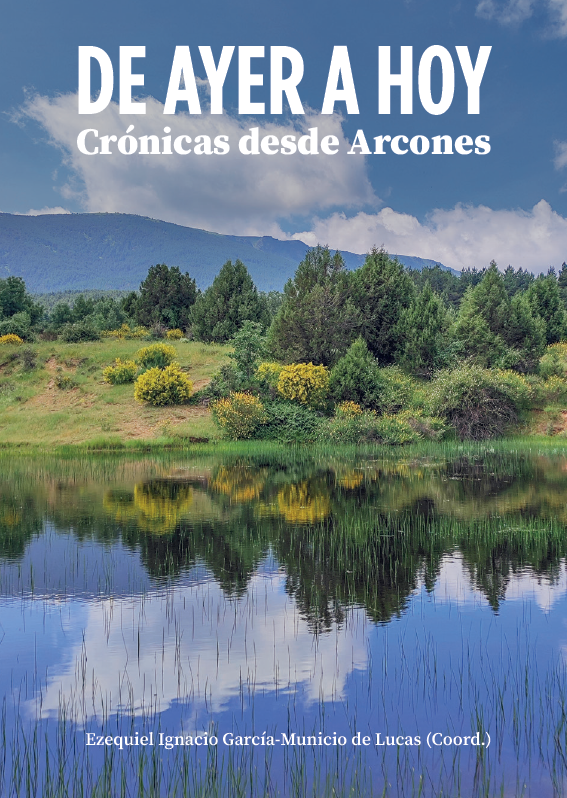 DE AYER A HOY
Crónicas desde Arcones
Ezequiel Ignacio García-Municio de Lucas (Coord.)